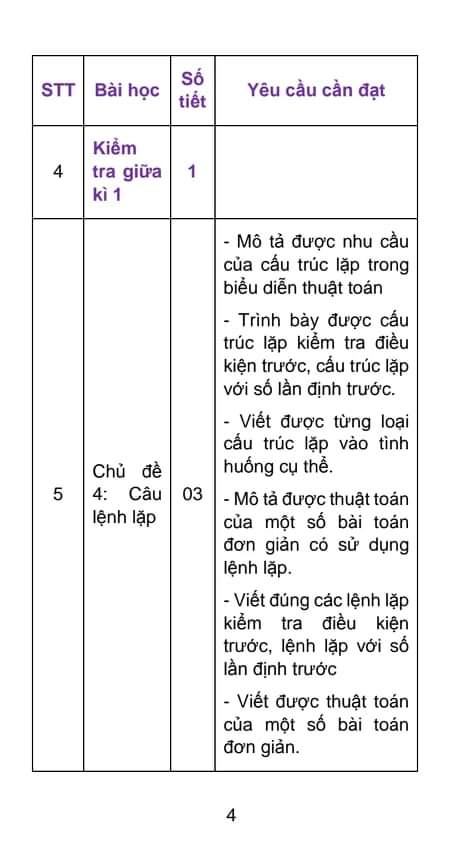 STT
Bài học
Số
tiết
Yêu cầu cần đạt
4
Kiểm
tra giữa
kì 1
1
5
Chủ đề
4: Câu
lệnh lặp
03
- Mô tả được nhu cầu
của cấu trúc lặp trong
biểu diễn thuật toán
- Trình bày được cấu
trúc lặp kiểm tra điều
kiện trước, cấu trúc lặp
với số lần định trước.
- Viết được từng loại
cấu trúc lặp vào tình
huống cụ thể.
- Mô tả được thuật toán
của một số bài toán
đơn giản có sử dụng
lệnh lặp.
- Viết đúng các lệnh lặp
kiểm tra điều kiện
trước, lệnh lặp với số
lần định trước
- Viết được thuật toán
của một số bài toán
đơn giản.
4